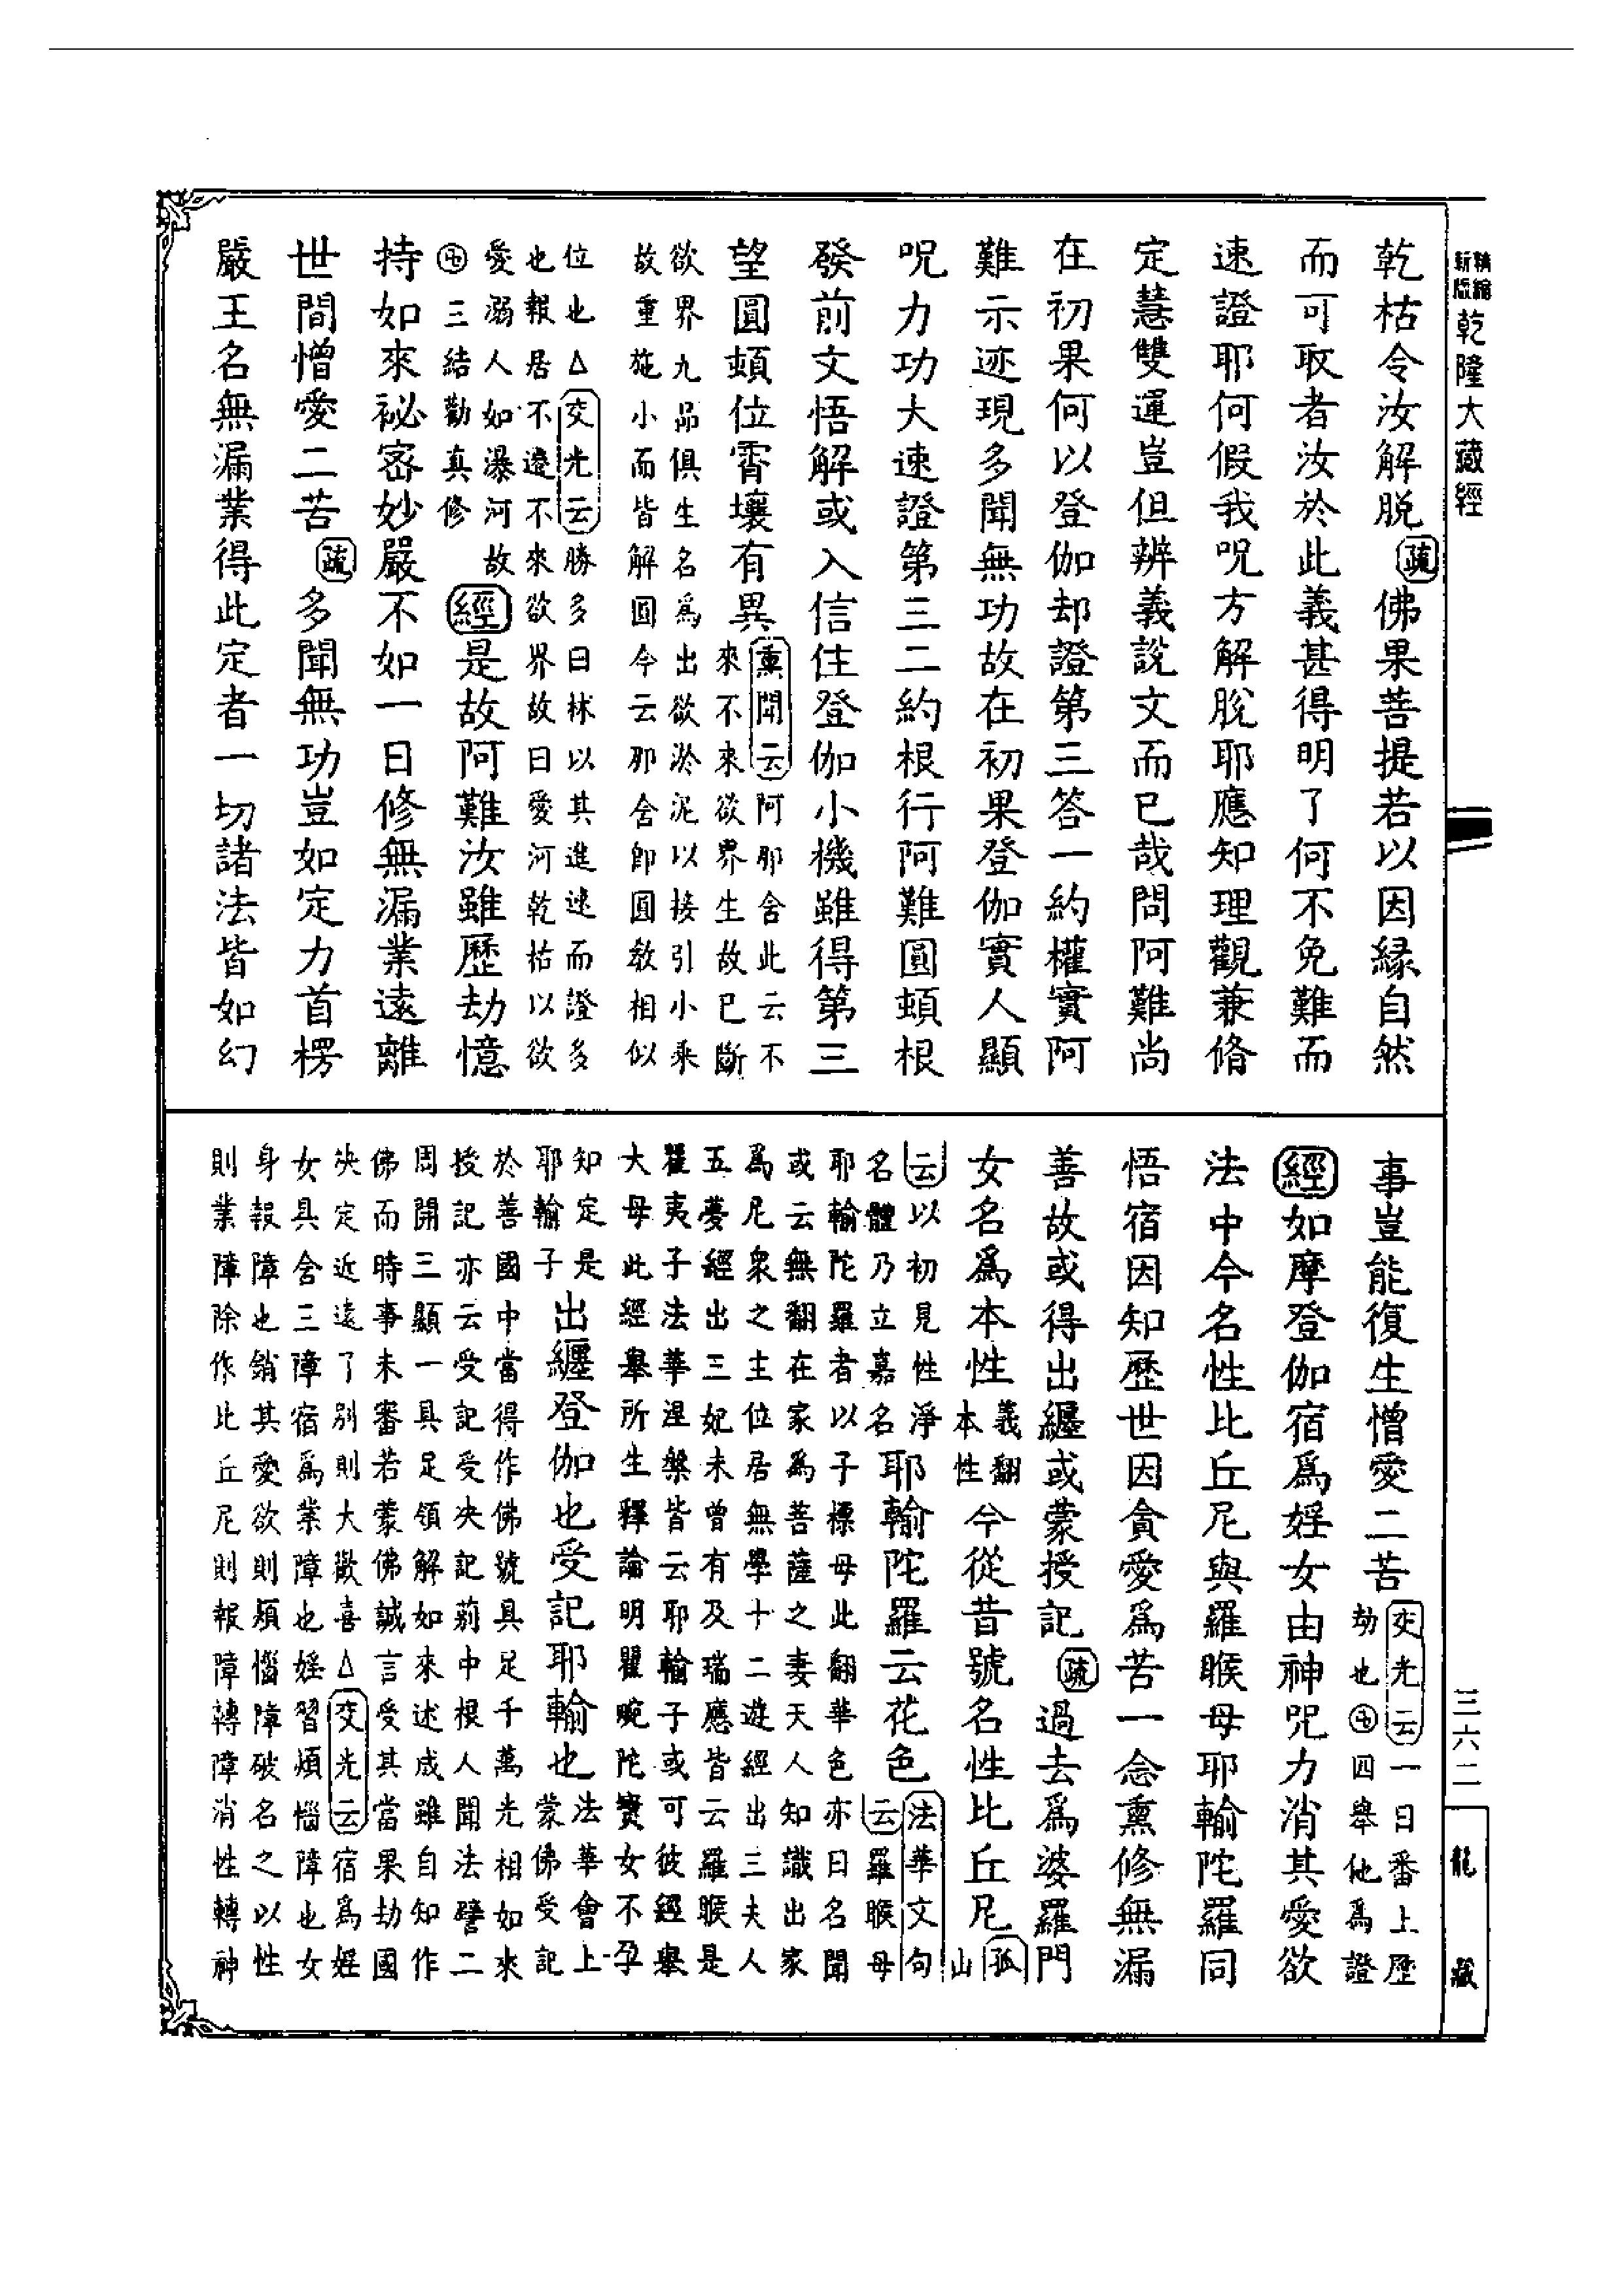 精縮新版乾隆大藏經
乾枯令汝解脫疏佛果菩提若以因緣自然
而可取者汝於此義甚得明了何不免難而
速證耶何假我呪方解脫耶應知理觀兼脩
定慧雙運豈但辨義說文而已哉問阿難尚
在初果何以登伽却證第三答一約權實阿
難示迹現多聞無功故在初果登伽實人顯
呪力功大速證第三二約根行阿難圓頓根
發前文悟解或入信住登伽小機雖得第三
望圓頓位霄壤有異熏聞云阿那舍此云不
來不來欲界生故已斷
欲界九品俱生名為出欲淤泥以接引小乘
故重施小而皆解圓今云那舍卽圓教相似
位也△交光云勝多曰林以其進速而證多
也報居不邊不來欲界故曰愛河乾枯以欲
愛溺人如瀑河故
㊄三結勸真修
經是故阿難汝雖歷劫憶
持如來祕密妙嚴不如一日修無漏業遠離
世間憎愛二苦疏多聞無功豈如定力首楞
嚴王名無漏業得此定者一切諸法皆如幻
事豈能復生憎愛二苦交光云一日番上歷
劫也㊄四舉他為證
經如摩登伽宿爲婬女由神呪力消其愛欲
法中今名性比丘尼與羅睺母耶輸陀羅同
悟宿因知歷世因貪愛爲苦一念熏修無漏
善故或得出纏或蒙授記疏過去爲婆羅門
女名爲本性義翻本性今從昔號名性比丘尼孤山
云以初見性淨
名體乃立嘉名耶輸陀羅云花色法華文句云羅睺母
耶輸陀羅者以子標母此翻華色亦曰名聞
或云無翻在家爲菩薩之妻天人知識出家
爲尼衆之主位居無學十二遊經出三夫人
五夢經出三妃未曾有及瑞應皆云羅睺是
瞿夷子法華涅槃皆云耶輸子或可彼經舉
大母此經舉所生釋論明瞿畹陀寶女不孕
知定是
耶輸子出纏登伽也受記耶輸也法華會上
蒙佛受記
於善國中當得作佛號具足千萬光相如來
授記亦云受記受決記莂中根人聞法譬二
周開三顯一具足領解如來述成雖自知作
佛而時事未審若蒙佛誠言受其當果劫國
決定近遠了別則大歡喜△交光云宿爲婬
女具含三障宿爲業障也婬習煩惱障也女
身報障也銷其愛欲則煩惱障破名之以性
則業障除作此丘尼則報障轉障消性轉神
三六二
龍藏